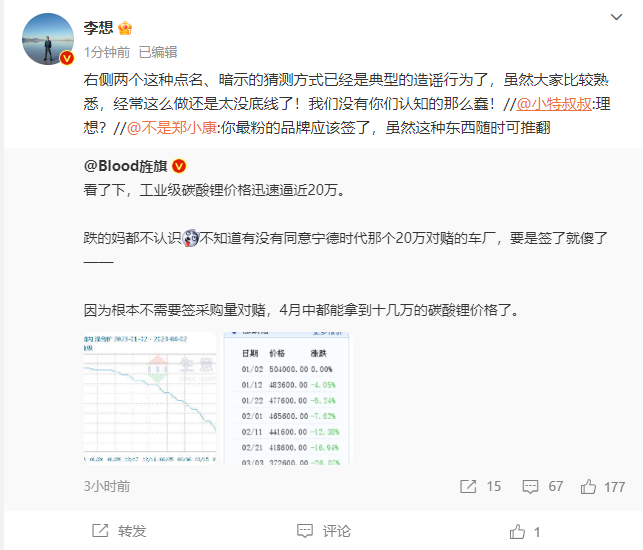 李想
1分钟前 已编辑
右侧两个这种点名、暗示的猜测方式已经是典型的造谣行为了，虽然大家比较熟
悉，经常这么做还是太没底线了！我们没有你们认知的那么蠢！//@小特叔叔:理
想？//@不是郑小康:你最粉的品牌应该签了，虽然这种东西随时可推翻
@Blood旌旗
看了下，工业级碳酸锂价格迅速逼近20万。
跌的妈都不认识 不知道有没有同意宁德时代那个20万对赌的车厂，要是签了就傻了
——
因为根本不需要签采购量对赌，4月中都能拿到十几万的碳酸锂价格了。
2023-01-02 - 2023-04-02
生意
日期 价格 涨跌
01/02 504000.00 0.00%
01/12 483600.00 -4.05%
01/22 477600.00 -5.24%
02/01 465600.00 -7.62%
02/11 441600.00 -12.38%
02/21 418600.00 -16.94%
03/03 372600.00 -26.07%
3小时前
15
67
177
转发
评论
1